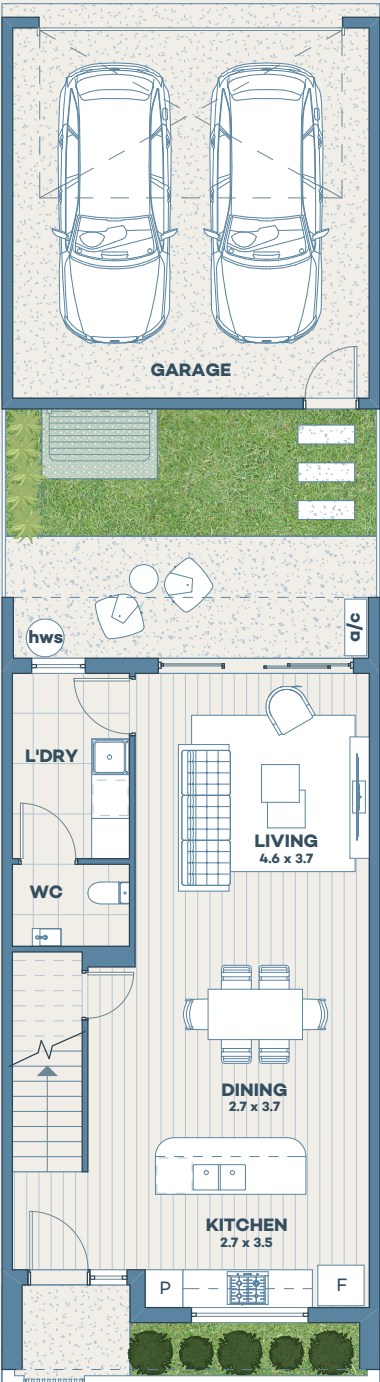 GARAGE
hws
a/c
L'DRY
LIVING
4.6 x 3.7
WC
DINING
2.7 x 3.7
KITCHEN
2.7 x 3.5
P
F